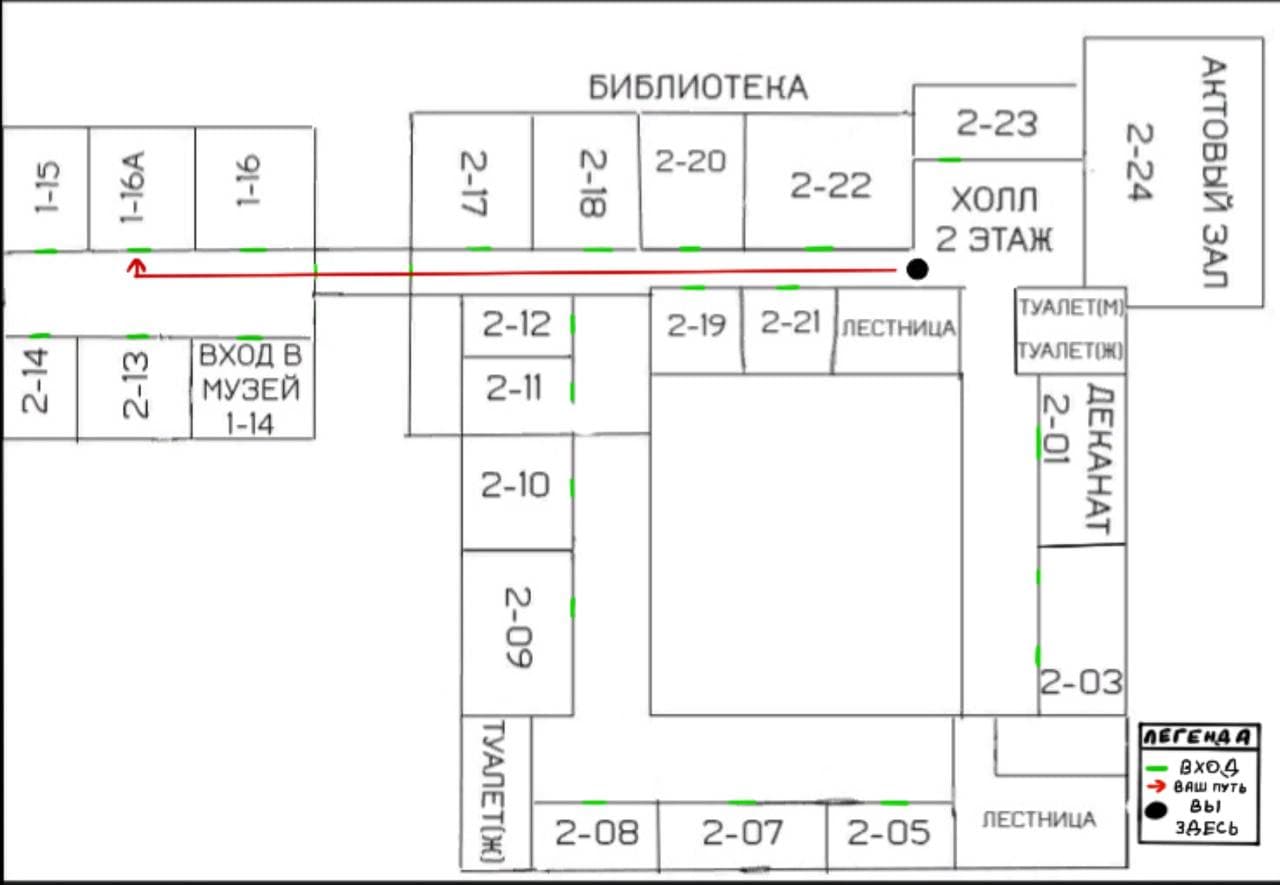 БИБЛИОТЕКА
1-15
1-16А
1-16
2-17
2-18
2-20
2-22
2-23
ХОЛЛ
2 ЭТАЖ
2-24
АКТОВЫЙ ЗАЛ
2-14
2-13
ВХОД В
МУЗЕЙ
1-14
2-12
2-11
2-10
2-09
2-19
2-21
ЛЕСТНИЦА
ТУАЛЕТ(М)
ТУАЛЕТ(Ж)
2-01
ДЕКАНАТ
2-03
ТУАЛЕТ(Ж)
2-08
2-07
2-05
ЛЕСТНИЦА
ЛЕГЕНДА
ВХОД
ВАШ ПУТЬ
ВЫ
ЗДЕСЬ